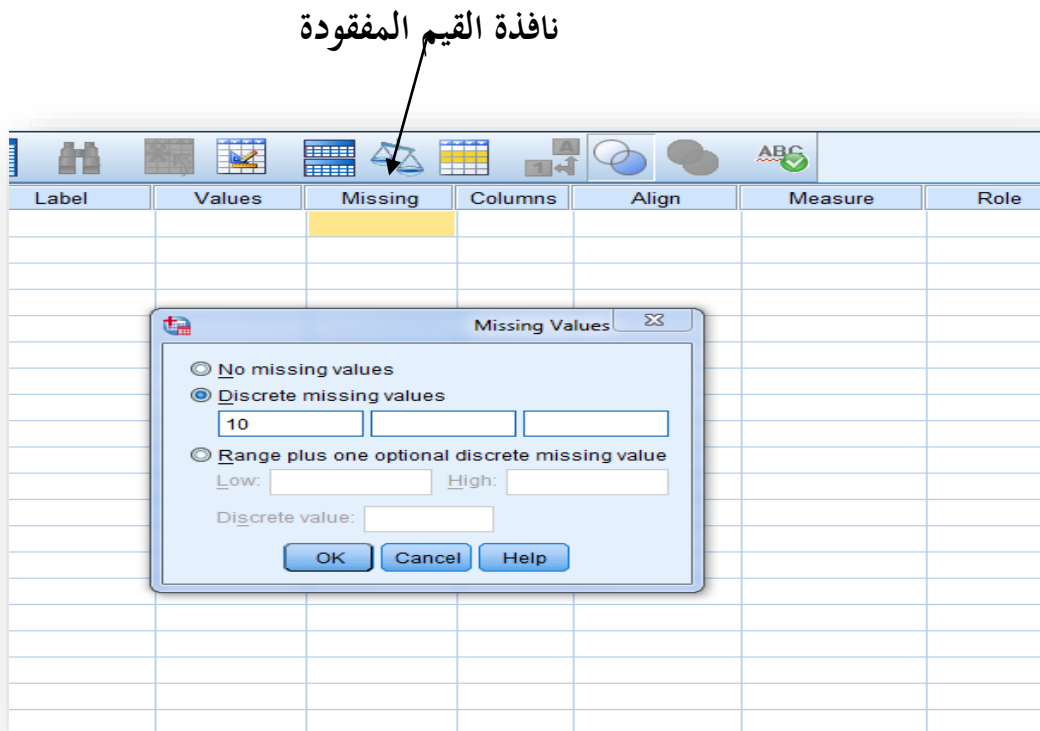 نافذة القيم المفقودة
ABC
A
1
Label Values Missing Columns Align Measure Role
Missing Values
No missing values
Discrete missing values
10
Range plus one optional discrete missing value
Low: High:
Discrete value:
OK Cancel Help